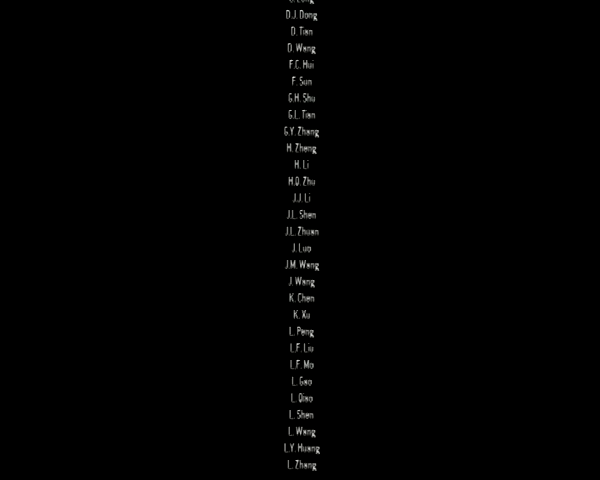 D.J. Dong
D. Tian
D. Wang
F.C. Hui
F. Sun
G.H. Shu
G.L. Tian
G.Y. Zhang
H. Zheng
H. Li
H.Q. Zhu
J.J. Li
J.L. Shen
J.L. Zhuan
J. Luo
J.M. Wang
J. Wang
K. Chen
K. Xu
L. Peng
L.F. Liu
L.F. Mo
L. Gao
L. Qiao
L. Shen
L. Wang
L.Y. Huang
L. Zhang